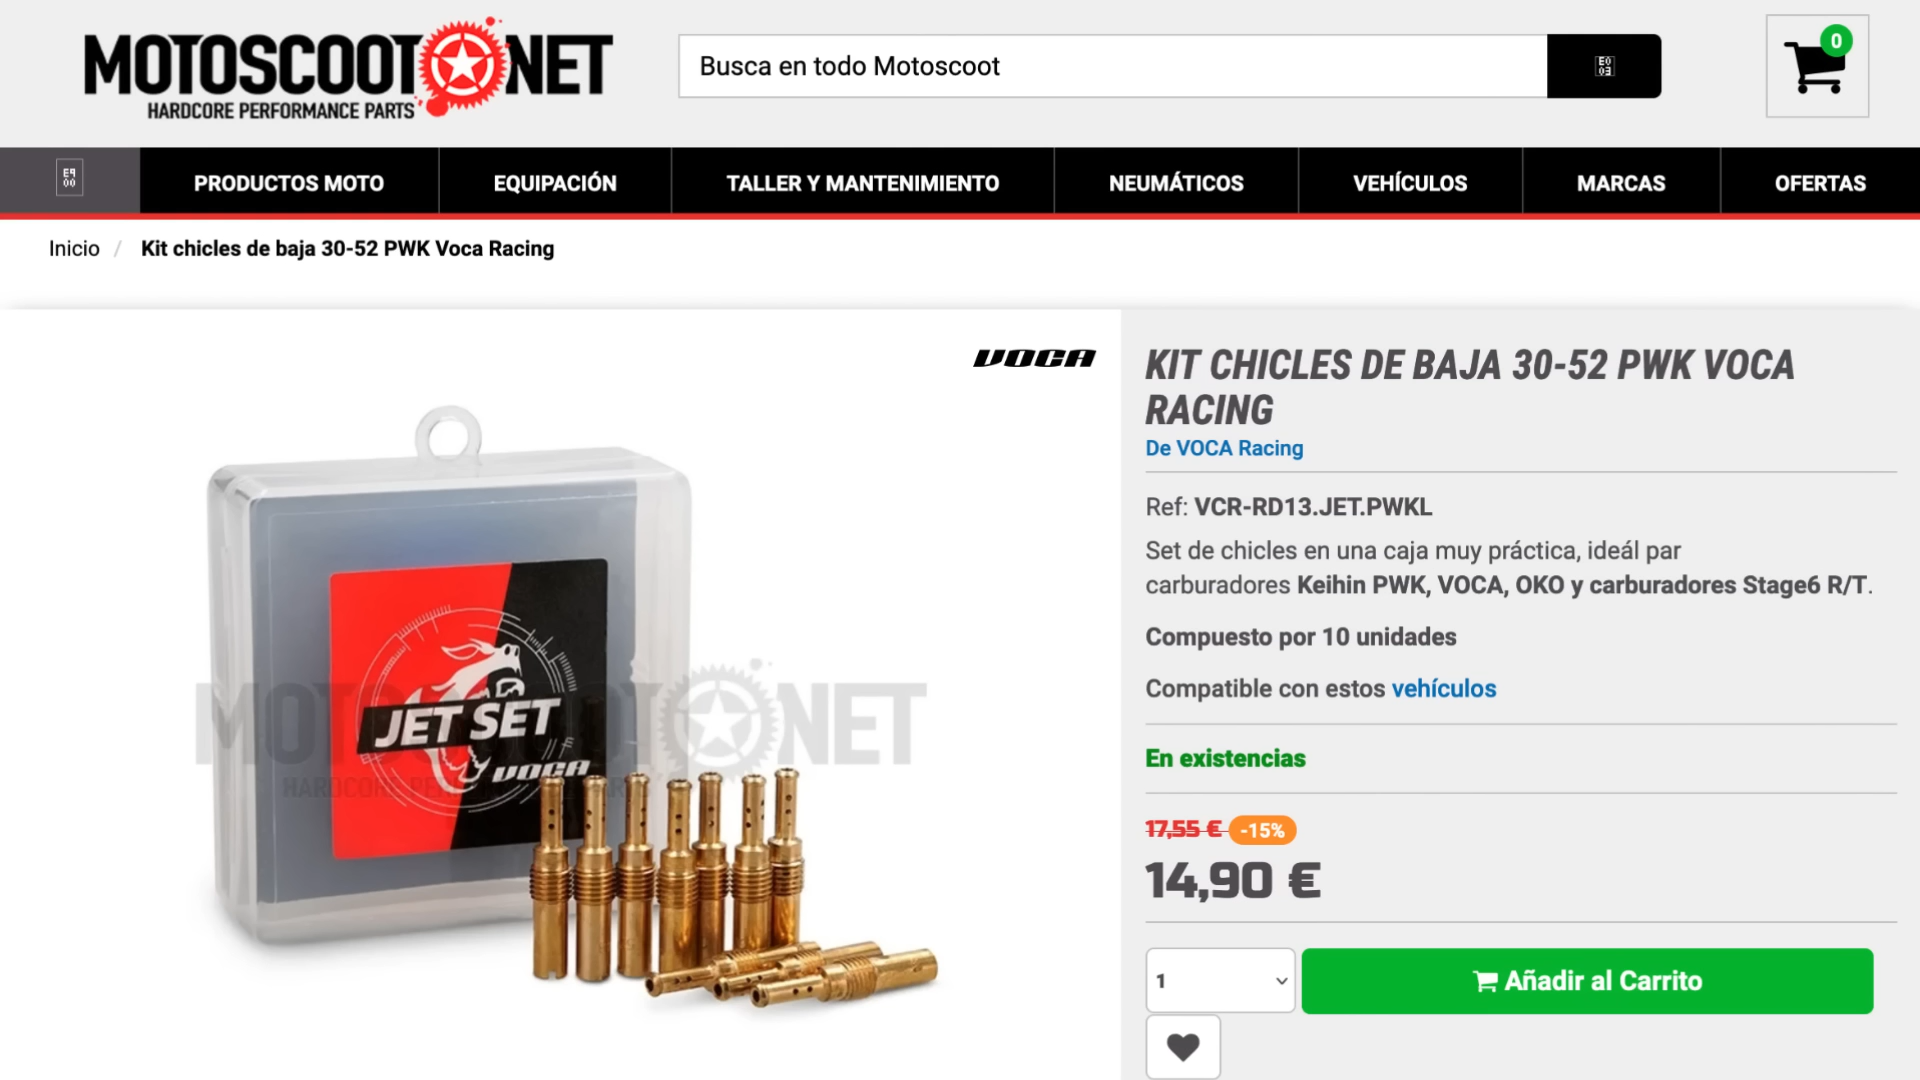 MOTOSCOOT NET
HARDCORE PERFORMANCE PARTS
Busca en todo Motoscoot
0
PRODUCTOS MOTO
EQUIPACIÓN
TALLER Y MANTENIMIENTO
NEUMÁTICOS
VEHÍCULOS
MARCAS
OFERTAS
Inicio / Kit chicles de baja 30-52 PWK Voca Racing
VOCA
JET SET
VOCA
MOTOSCOOT NET
KIT CHICLES DE BAJA 30-52 PWK VOCA
RACING
De VOCA Racing
Ref: VCR-RD13.JET.PWKL
Set de chicles en una caja muy práctica, ideál par
carburadores Keihin PWK, VOCA, OKO y carburadores Stage6 R/T.
Compuesto por 10 unidades
Compatible con estos vehículos
En existencias
17,55 € -15%
14,90 €
1
Añadir al Carrito